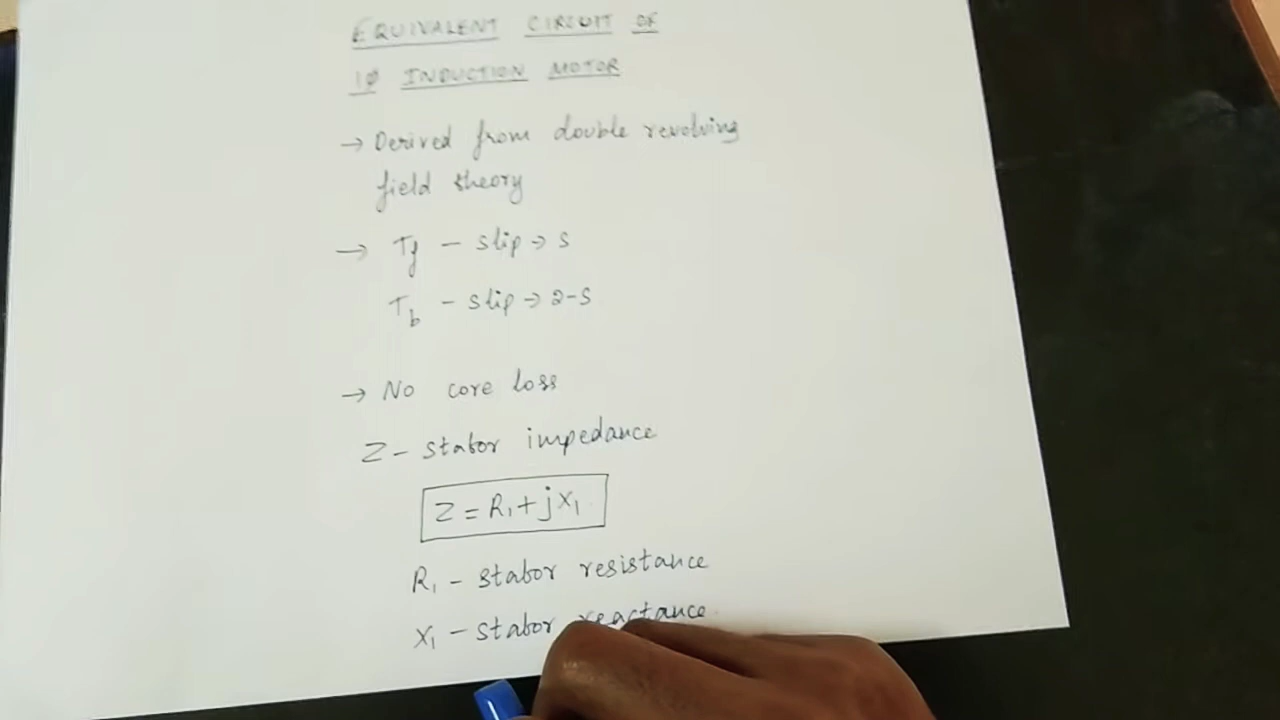 EQUIVALENT CIRCUIT OF
1φ INDUCTION MOTOR
→ Derived from double revolving
field theory
→ Tf – slip → s
Tb – slip → 2-s
→ No core loss
Z – stator impedance
Z = R1 + jX1
R1 – stator resistance
X1 – stator reactance